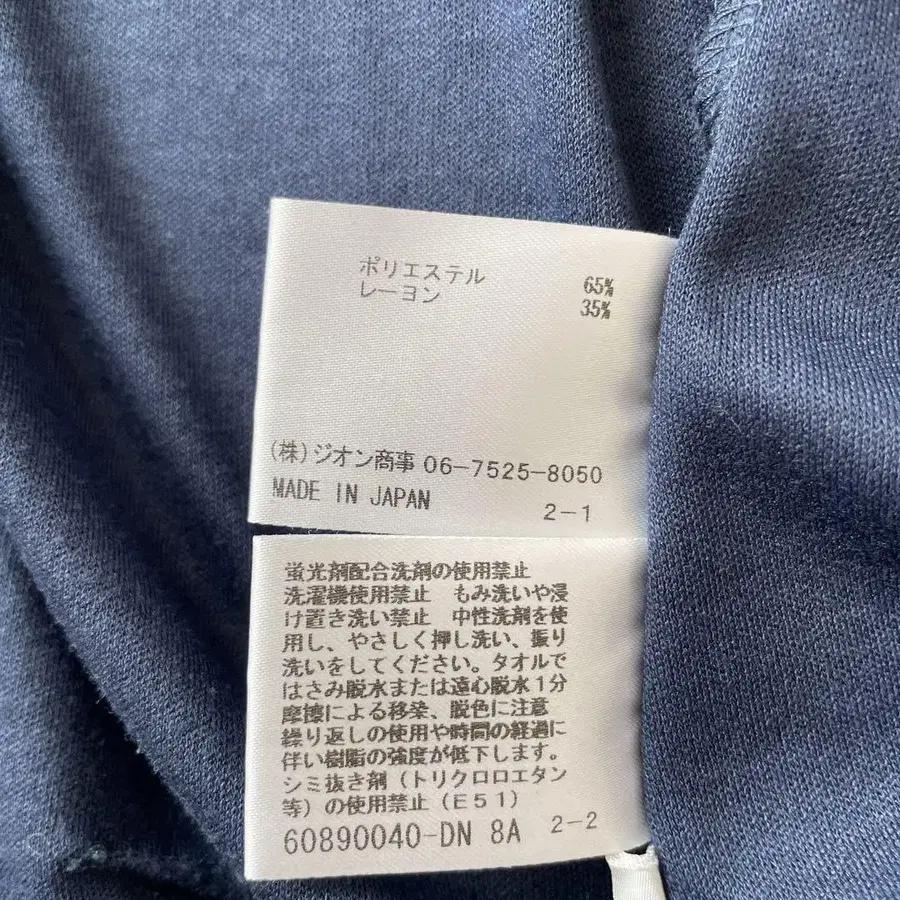 ポリエステル 65%
レーヨン 35%
(株)ジオン商事 06-7525-8050
MADE IN JAPAN 2-1
蛍光剤配合洗剤の使用禁止
洗濯機使用禁止 もみ洗いや浸
け置き洗い禁止 中性洗剤を使
用し、やさしく押し洗い、振り
洗いをしてください。タオルで
はさみ脱水または遠心脱水1分
摩擦による移染、脱色に注意
繰り返しの使用や時間の経過に
伴い樹脂の強度が低下します。
シミ抜き剤(トリクロロエタン
等)の使用禁止(E51)
60890040-DN 8A 2-2